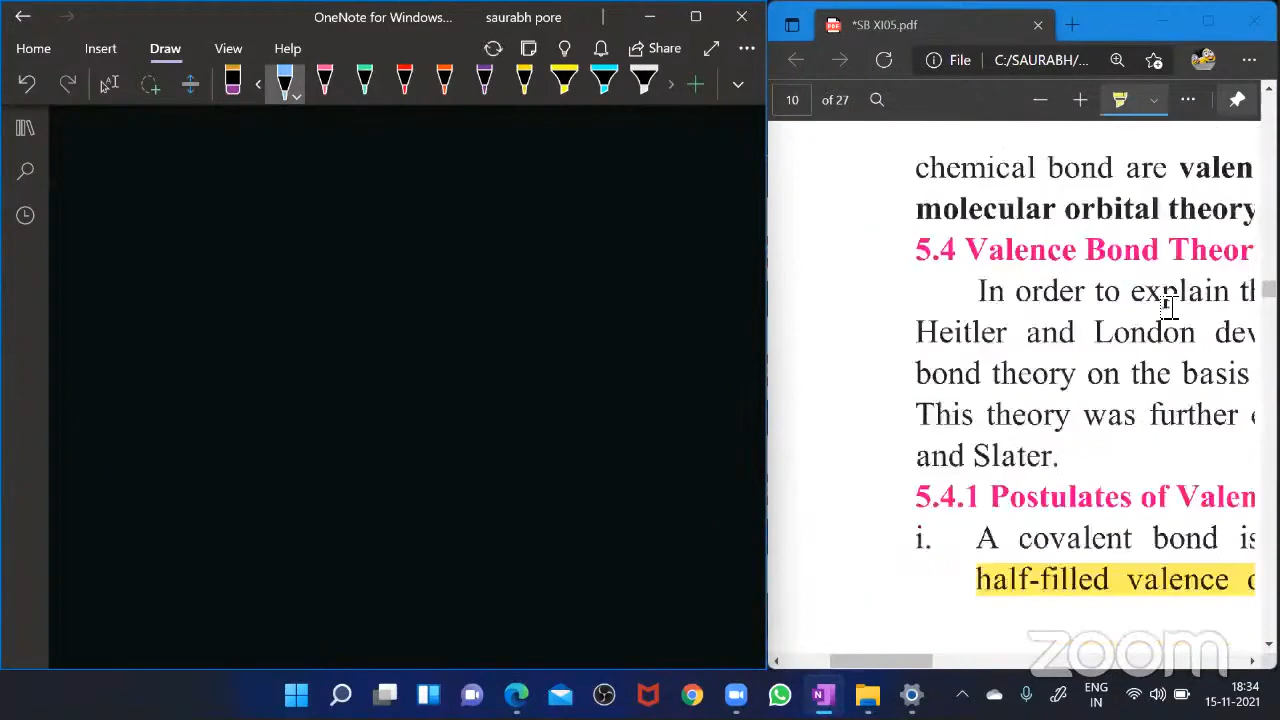 OneNote for Windows... saurabh pore
Home Insert Draw View Help Share
*SB XI05.pdf
File C:/SAURABH/...
10 of 27
chemical bond are valen
molecular orbital theory
5.4 Valence Bond Theor
In order to explain th
Heitler and London dev
bond theory on the basis
This theory was further
and Slater.
5.4.1 Postulates of Valen
i. A covalent bond is
half-filled valence o
zoom
ENG
IN
18:34
15-11-2021